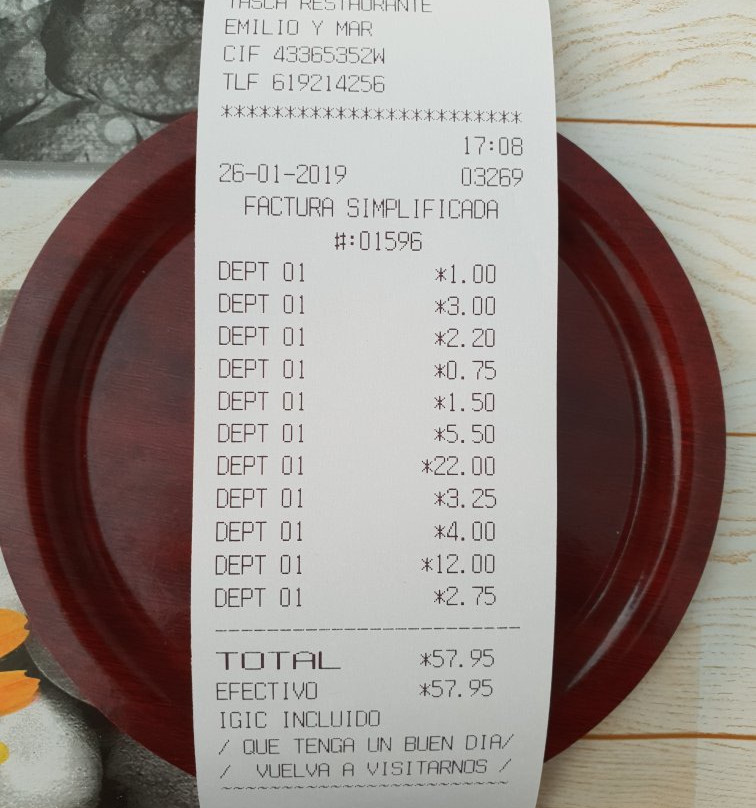 TASCA RESTAURANTE
EMILIO Y MAR
CIF 43365352W
TLF 619214256
************************
17:08
26-01-2019 03269
FACTURA SIMPLIFICADA
#:01596
DEPT 01 *1.00
DEPT 01 *3.00
DEPT 01 *2.20
DEPT 01 *0.75
DEPT 01 *1.50
DEPT 01 *5.50
DEPT 01 *22.00
DEPT 01 *3.25
DEPT 01 *4.00
DEPT 01 *12.00
DEPT 01 *2.75
TOTAL *57.95
EFECTIVO *57.95
IGIC INCLUIDO
/ QUE TENGA UN BUEN DIA/
/ VUELVA A VISITARNOS /